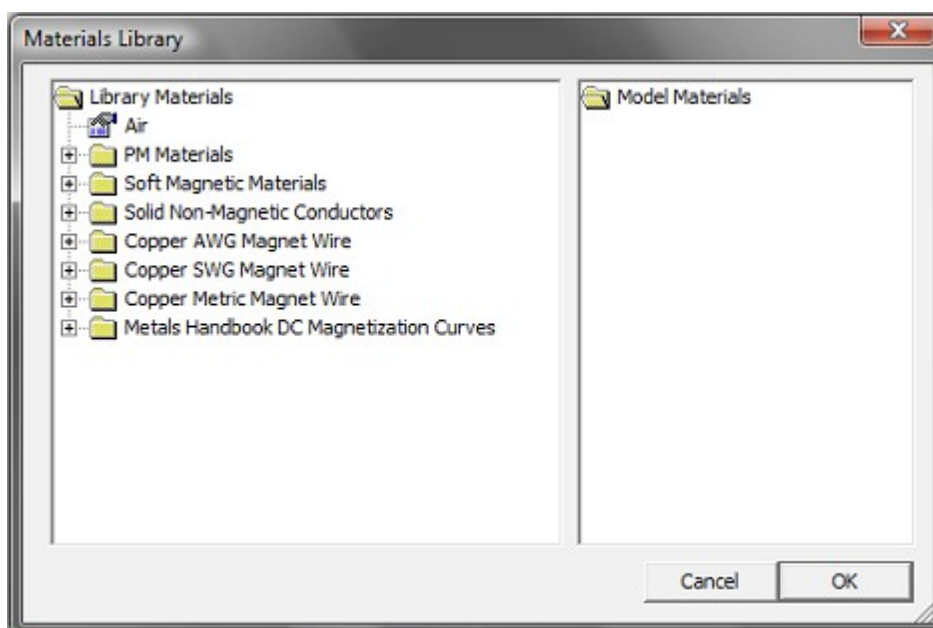 Materials Library
Library Materials
Air
PM Materials
Soft Magnetic Materials
Solid Non-Magnetic Conductors
Copper AWG Magnet Wire
Copper SWG Magnet Wire
Copper Metric Magnet Wire
Metals Handbook DC Magnetization Curves
Model Materials
Cancel
OK